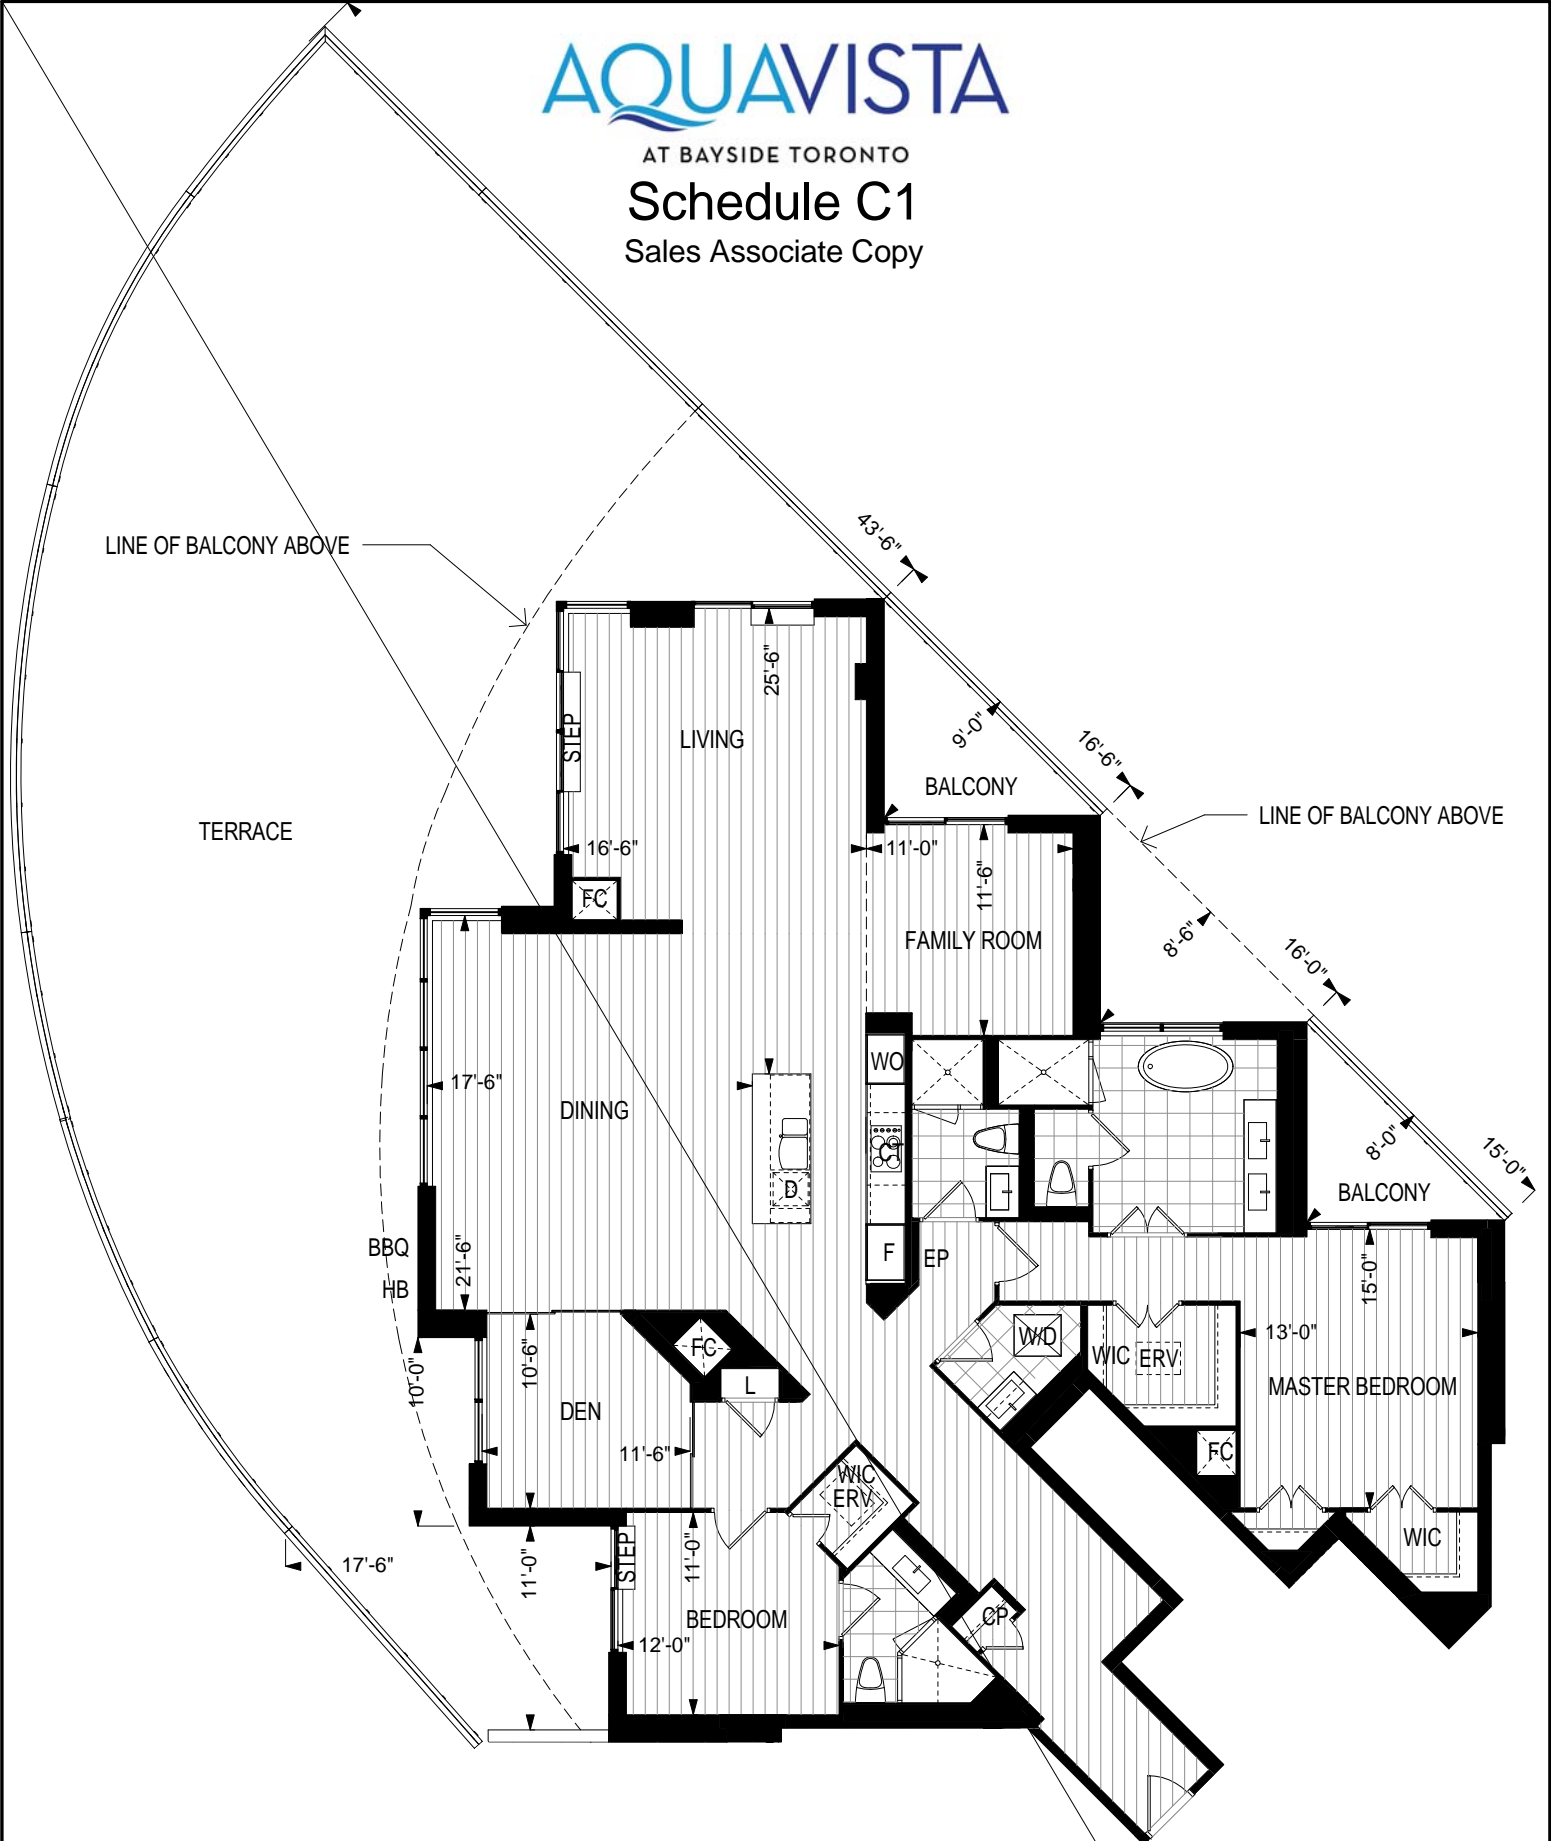 AQUAVISTA
AT BAYSIDE TORONTO
Schedule C1
Sales Associate Copy
LINE OF BALCONY ABOVE
43'-6"
25'-6"
STEP
LIVING
9'-0"
16'-6"
BALCONY
LINE OF BALCONY ABOVE
TERRACE
16'-6"
11'-0"
11'-6"
FC
FAMILY ROOM
8'-6"
16'-0"
WO
17'-6"
DINING
CT
D
8'-0"
15'-0"
BALCONY
BBQ
HB
21'-6"
F
EP
15'-0"
10'-0"
10'-6"
FC
W/D
WIC
ERV
13'-0"
L
MASTER BEDROOM
DEN
11'-6"
FC
WIC
ERV
17'-6"
11'-0"
STEP
11'-0"
WIC
BEDROOM
12'-0"
CP